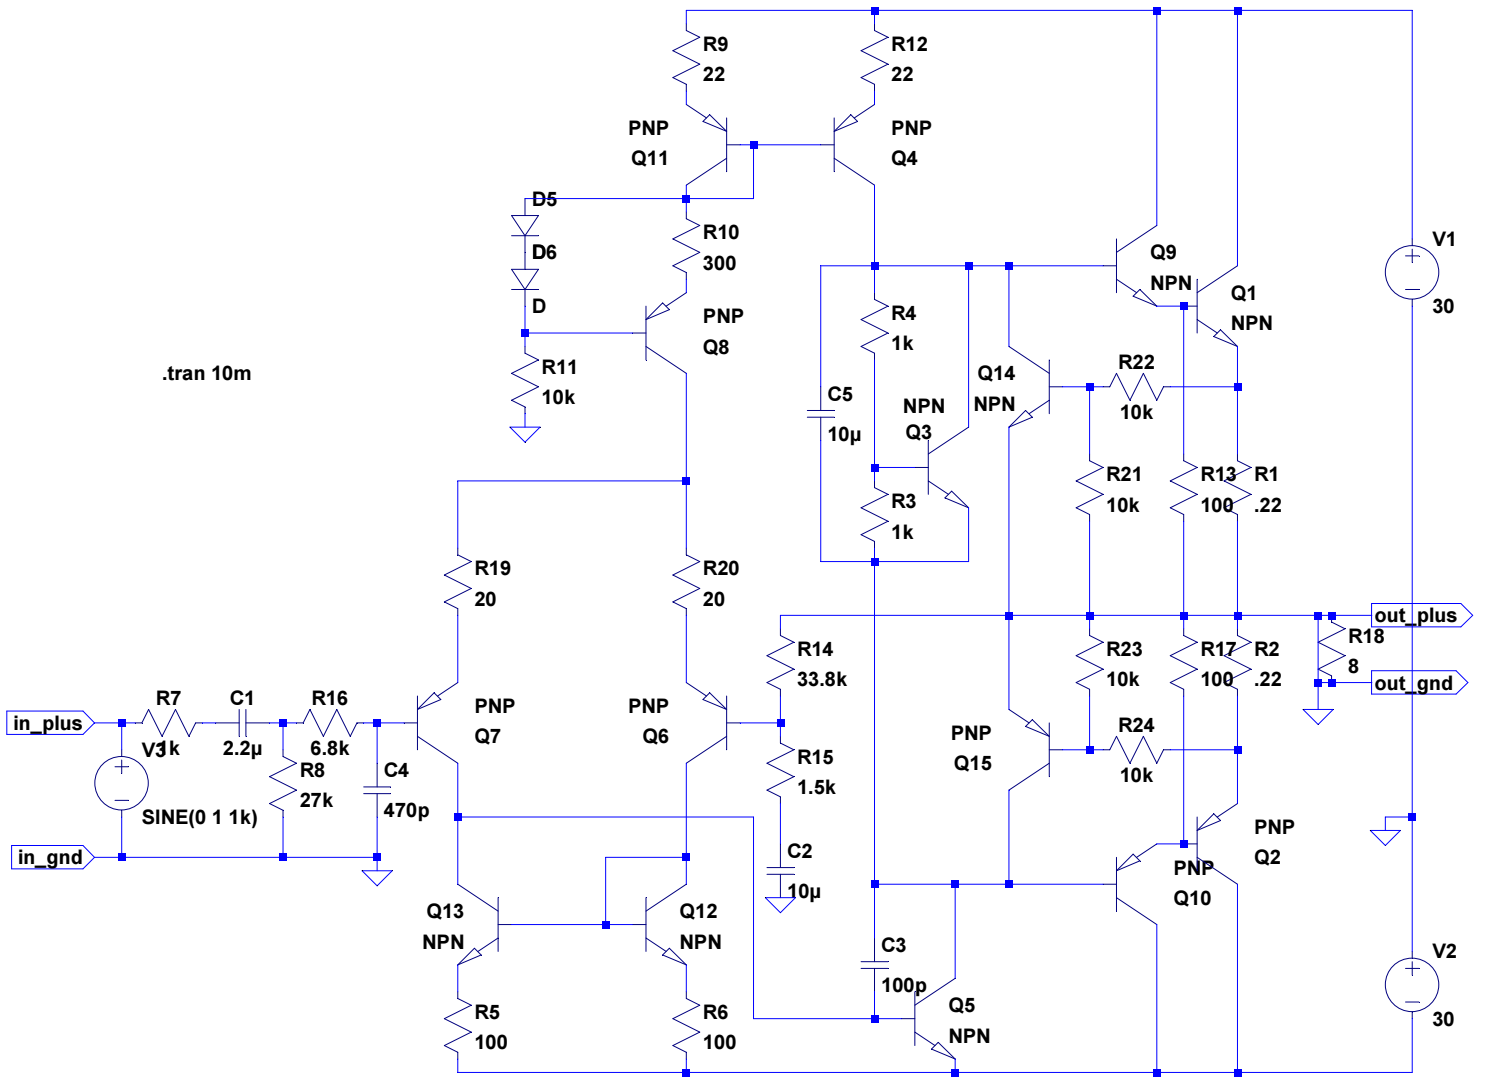 R9
22
R12
22
PNP
Q11
PNP
Q4
D5
D6
D
R10
300
PNP
Q8
R11
10k
.tran 10m
Q9
NPN
Q1
NPN
V1
30
R4
1k
C5
10µ
NPN
Q3
R3
1k
Q14
NPN
R22
10k
R21
10k
R13
100
R1
.22
R19
20
R20
20
out_plus
R18
8
out_gnd
R14
33.8k
R23
10k
R17
100
R2
.22
in_plus
R7
1k
C1
2.2µ
R16
6.8k
PNP
Q7
PNP
Q6
V3
SINE(0 1 1k)
R8
27k
C4
470p
in_gnd
R15
1.5k
C2
10µ
PNP
Q15
R24
10k
PNP
Q2
PNP
Q10
Q13
NPN
Q12
NPN
C3
100p
Q5
NPN
R5
100
R6
100
V2
30